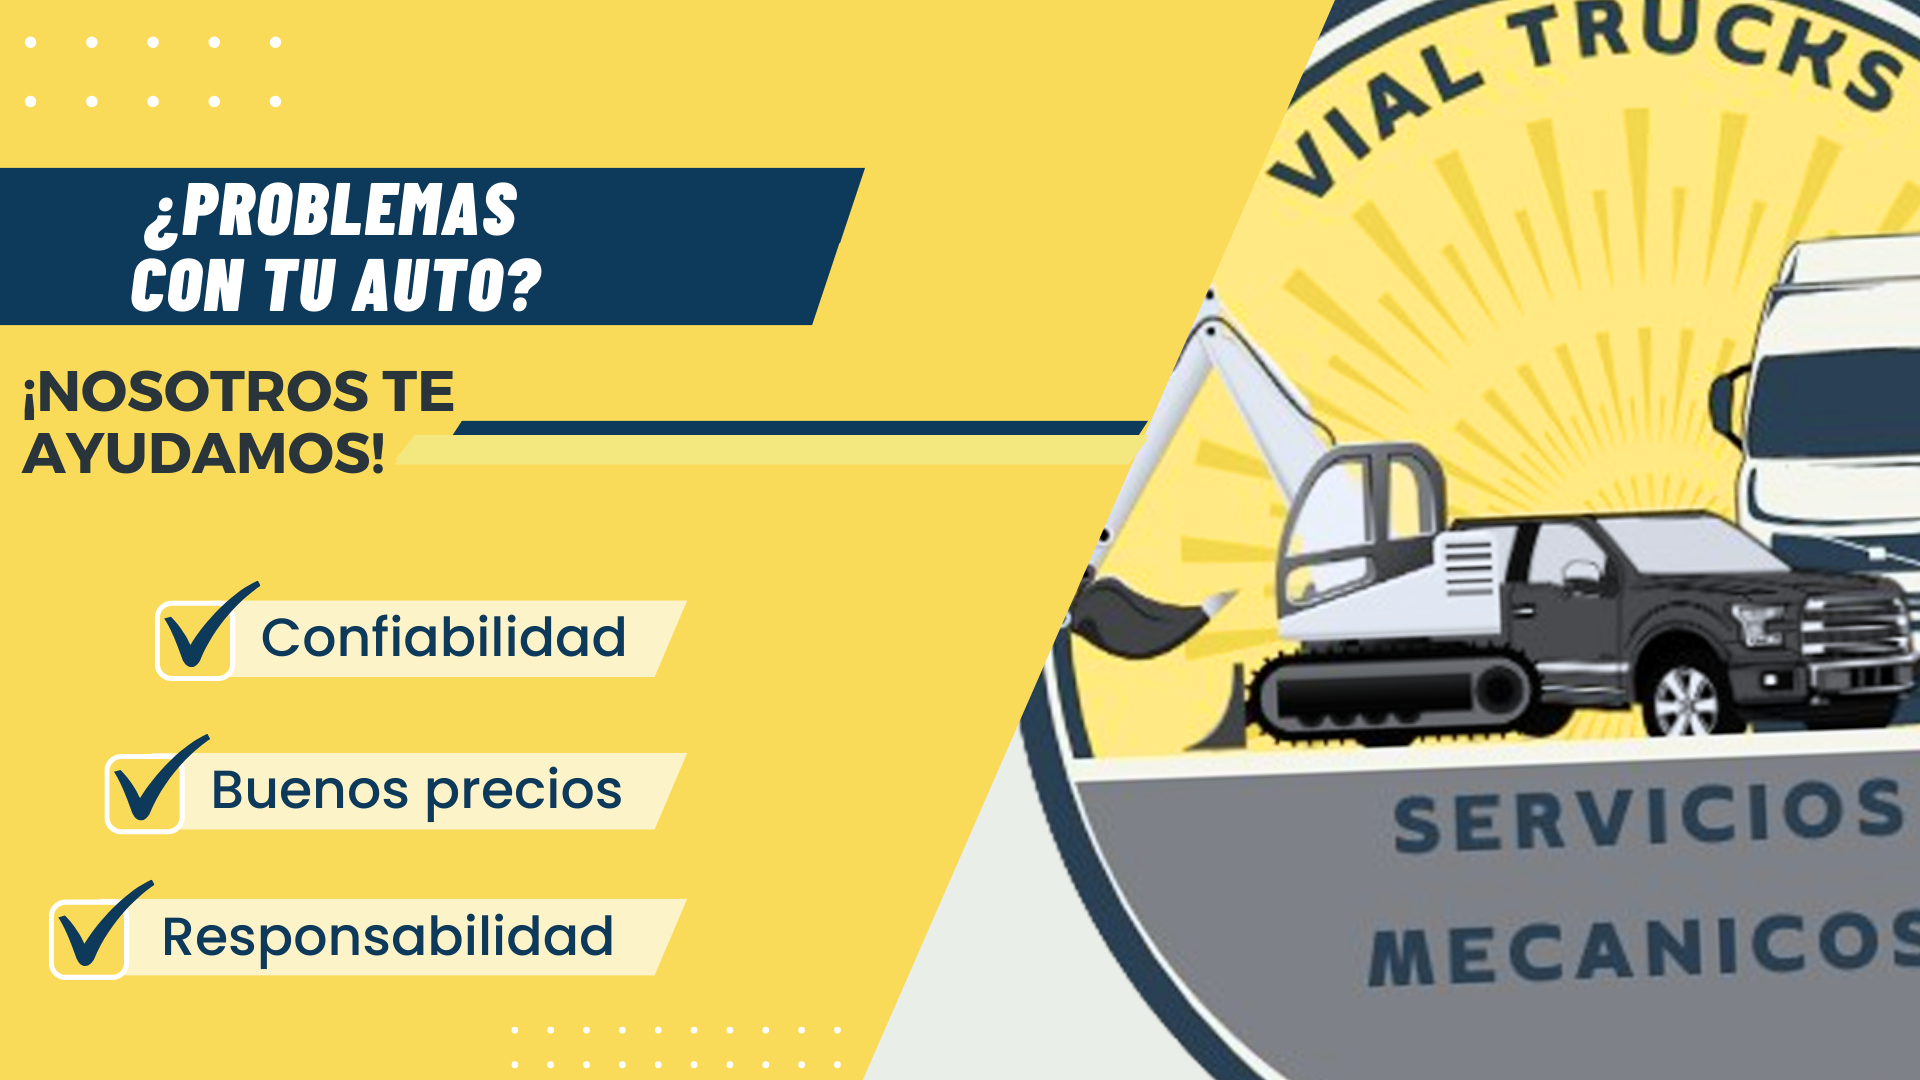 ¿PROBLEMAS
CON TU AUTO?
¡NOSOTROS TE
AYUDAMOS!
Confiabilidad
Buenos precios
Responsabilidad
VIAL TRUCKS
SERVICIOS
MECANICOS